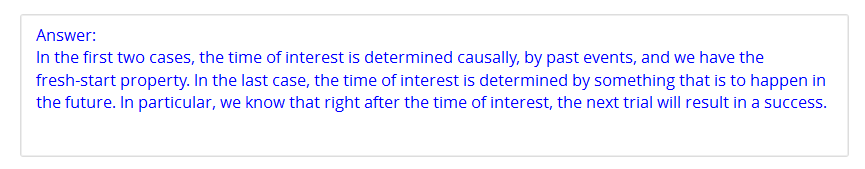 Answer:
In the first two cases, the time of interest is determined causally, by past events, and we have the
fresh-start property. In the last case, the time of interest is determined by something that is to happen in
the future. In particular, we know that right after the time of interest, the next trial will result in a success.